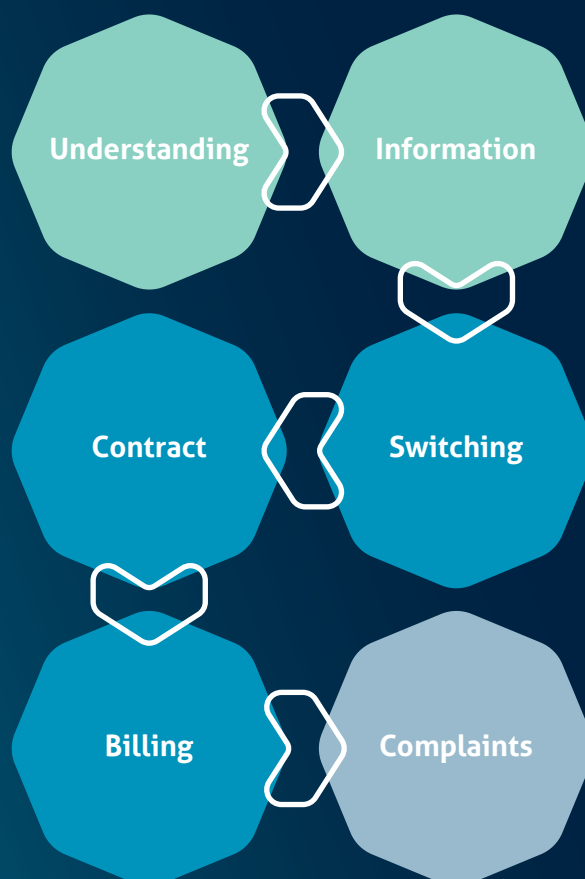 Understanding
Information
Contract
Switching
Billing
Complaints